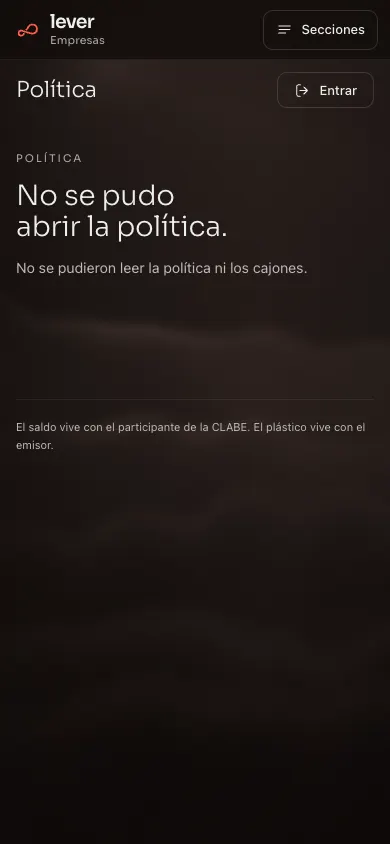 lever
Empresas
Secciones
Política
Entrar
POLÍTICA
No se pudo
abrir la política.
No se pudieron leer la política ni los cajones.
El saldo vive con el participante de la CLABE. El plástico vive con el
emisor.